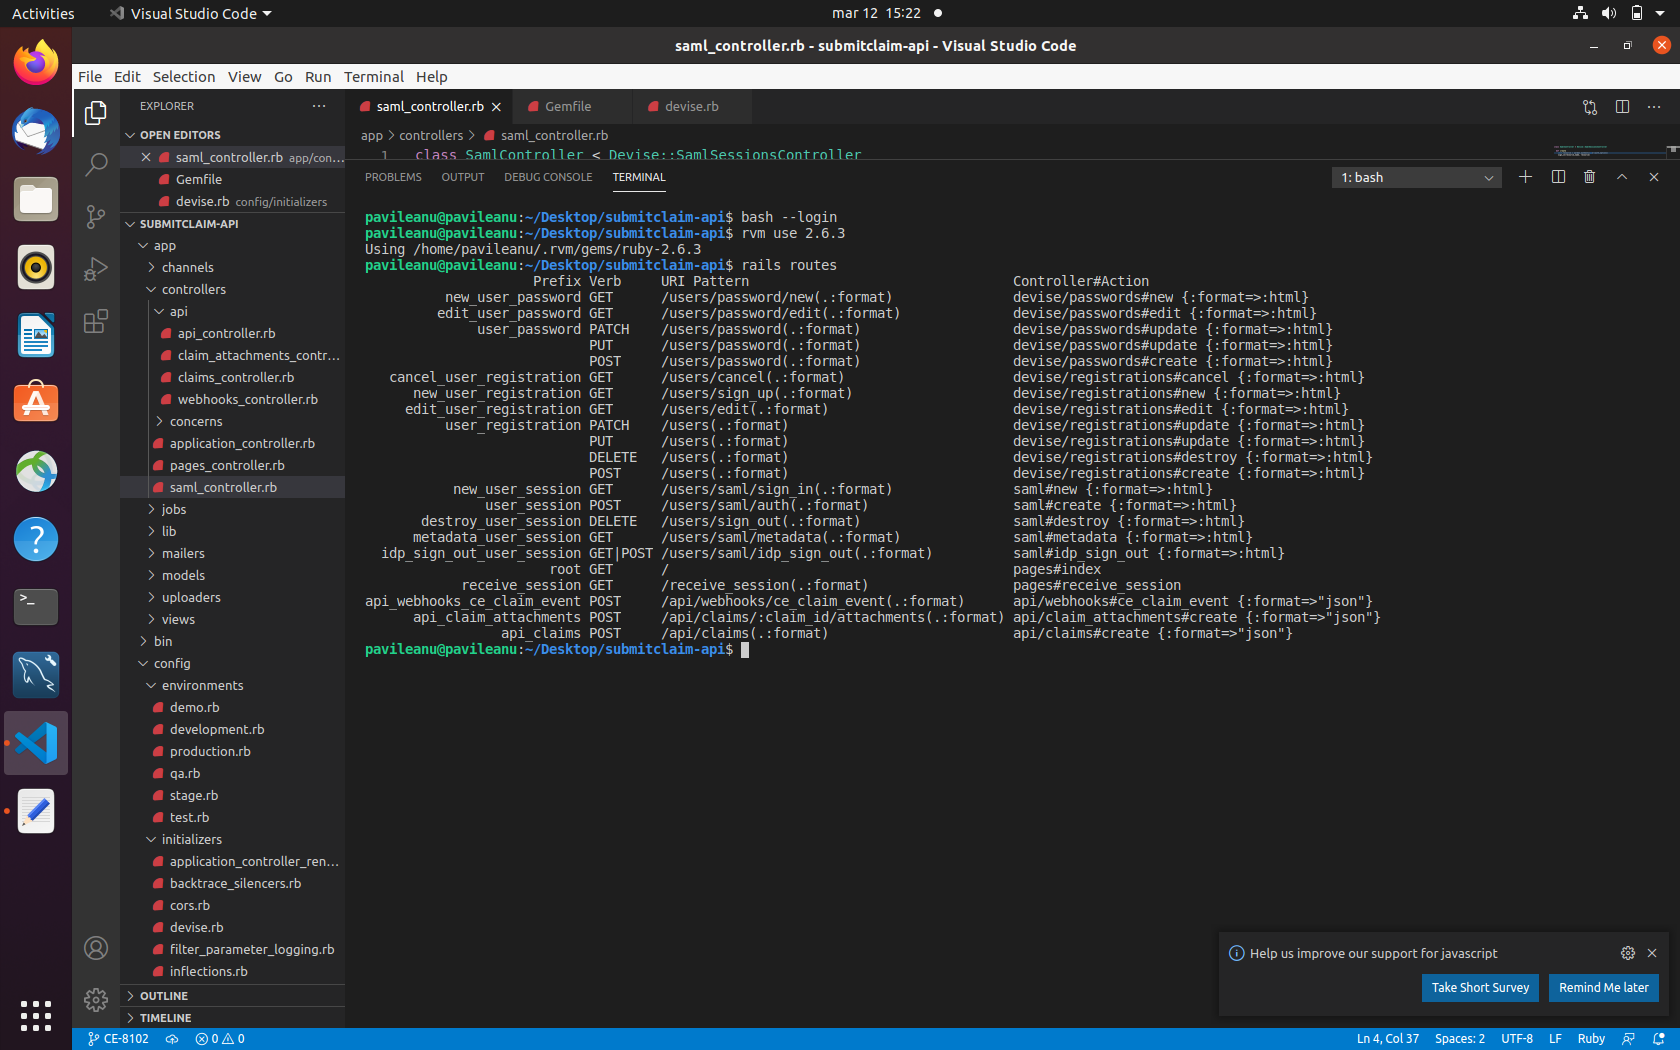 Activities
Visual Studio Code
mar 12 15:22
saml_controller.rb - submitclaim-api - Visual Studio Code
File Edit Selection View Go Run Terminal Help
EXPLORER
OPEN EDITORS
saml_controller.rb app/con...
Gemfile
devise.rb config/initializers
SUBMITCLAIM-API
app
channels
controllers
api
api_controller.rb
claim_attachments_contr...
claims_controller.rb
webhooks_controller.rb
concerns
application_controller.rb
pages_controller.rb
saml_controller.rb
jobs
lib
mailers
models
uploaders
views
bin
config
environments
demo.rb
development.rb
production.rb
qa.rb
stage.rb
test.rb
initializers
application_controller_ren...
backtrace_silencers.rb
cors.rb
devise.rb
filter_parameter_logging.rb
inflections.rb
OUTLINE
TIMELINE
saml_controller.rb Gemfile devise.rb
app > controllers > saml_controller.rb
1 class SamlController < Devise::SamlSessionsController
PROBLEMS OUTPUT DEBUG CONSOLE TERMINAL
1: bash
pavileanu@pavileanu:~/Desktop/submitclaim-api$ bash --login
pavileanu@pavileanu:~/Desktop/submitclaim-api$ rvm use 2.6.3
Using /home/pavileanu/.rvm/gems/ruby-2.6.3
pavileanu@pavileanu:~/Desktop/submitclaim-api$ rails routes
Prefix Verb URI Pattern Controller#Action
new_user_password GET /users/password/new(.:format) devise/passwords#new {:format=>:html}
edit_user_password GET /users/password/edit(.:format) devise/passwords#edit {:format=>:html}
user_password PATCH /users/password(.:format) devise/passwords#update {:format=>:html}
PUT /users/password(.:format) devise/passwords#update {:format=>:html}
POST /users/password(.:format) devise/passwords#create {:format=>:html}
cancel_user_registration GET /users/cancel(.:format) devise/registrations#cancel {:format=>:html}
new_user_registration GET /users/sign_up(.:format) devise/registrations#new {:format=>:html}
edit_user_registration GET /users/edit(.:format) devise/registrations#edit {:format=>:html}
user_registration PATCH /users(.:format) devise/registrations#update {:format=>:html}
PUT /users(.:format) devise/registrations#update {:format=>:html}
DELETE /users(.:format) devise/registrations#destroy {:format=>:html}
POST /users(.:format) devise/registrations#create {:format=>:html}
new_user_session GET /users/saml/sign_in(.:format) saml#new {:format=>:html}
user_session POST /users/saml/auth(.:format) saml#create {:format=>:html}
destroy_user_session DELETE /users/sign_out(.:format) saml#destroy {:format=>:html}
metadata_user_session GET /users/saml/metadata(.:format) saml#metadata {:format=>:html}
idp_sign_out_user_session GET|POST /users/saml/idp_sign_out(.:format) saml#idp_sign_out {:format=>:html}
root GET / pages#index
receive_session GET /receive_session(.:format) pages#receive_session
api_webhooks_ce_claim_event POST /api/webhooks/ce_claim_event(.:format) api/webhooks#ce_claim_event {:format=>"json"}
api_claim_attachments POST /api/claims/:claim_id/attachments(.:format) api/claim_attachments#create {:format=>"json"}
api_claims POST /api/claims(.:format) api/claims#create {:format=>"json"}
pavileanu@pavileanu:~/Desktop/submitclaim-api$
Help us improve our support for javascript
Take Short Survey Remind Me later
CE-8102 0 0 Ln 4, Col 37 Spaces: 2 UTF-8 LF Ruby